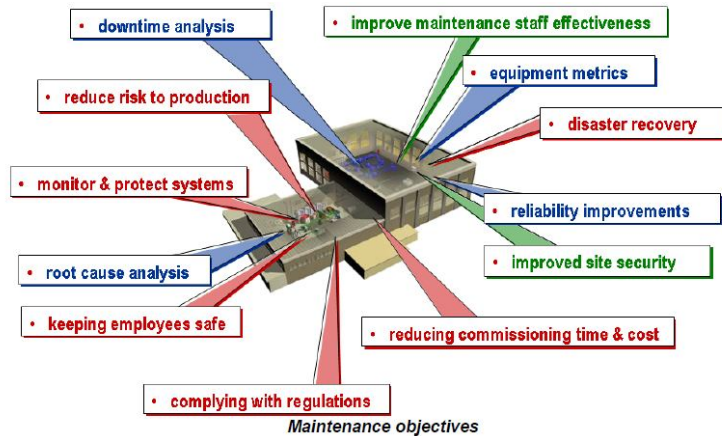 • downtime analysis
• improve maintenance staff effectiveness
• equipment metrics
• reduce risk to production
• disaster recovery
• monitor & protect systems
• reliability improvements
• root cause analysis
• improved site security
• keeping employees safe
• reducing commissioning time & cost
• complying with regulations
Maintenance objectives